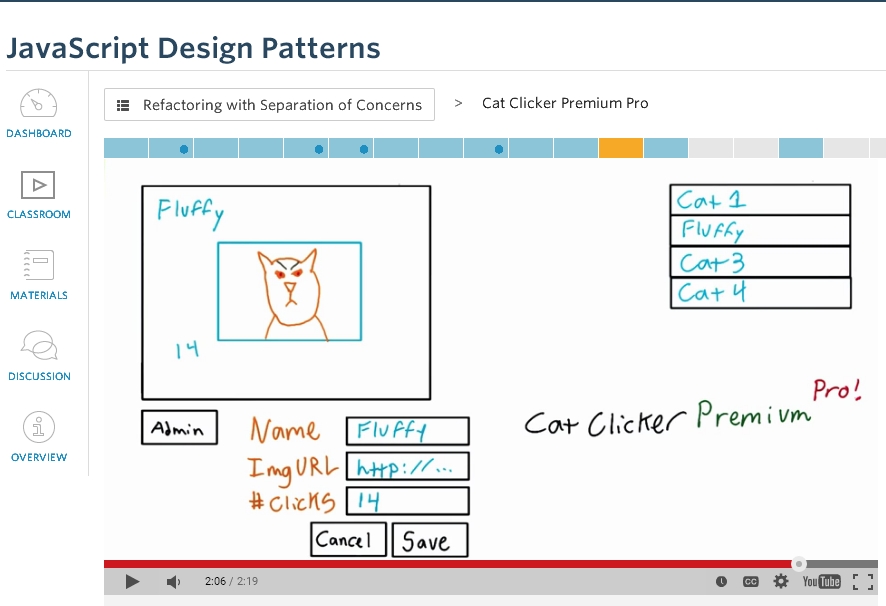 JavaScript Design Patterns
Refactoring with Separation of Concerns > Cat Clicker Premium Pro
DASHBOARD
CLASSROOM
MATERIALS
DISCUSSION
OVERVIEW
Fluffy
14
Cat 1
Fluffy
Cat 3
Cat 4
Admin
Name Fluffy
ImgURL http://...
#Clicks 14
Cancel Save
Cat Clicker Premium Pro!
2:06 / 2:19
CC
YouTube